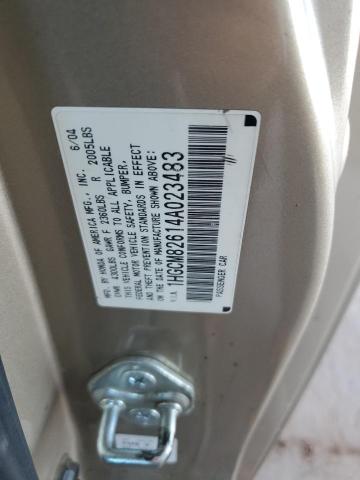 MFD. BY HONDA OF AMERICA MFG., INC. 6/04
GVWR 4300LBS GAWR F 2360LBS R 2005LBS
THIS VEHICLE CONFORMS TO ALL APPLICABLE
FEDERAL MOTOR VEHICLE SAFETY, BUMPER,
AND THEFT PREVENTION STANDARDS IN EFFECT
ON THE DATE OF MANUFACTURE SHOWN ABOVE.
V.I.N. 1HGCM82614A023483
PASSENGER CAR